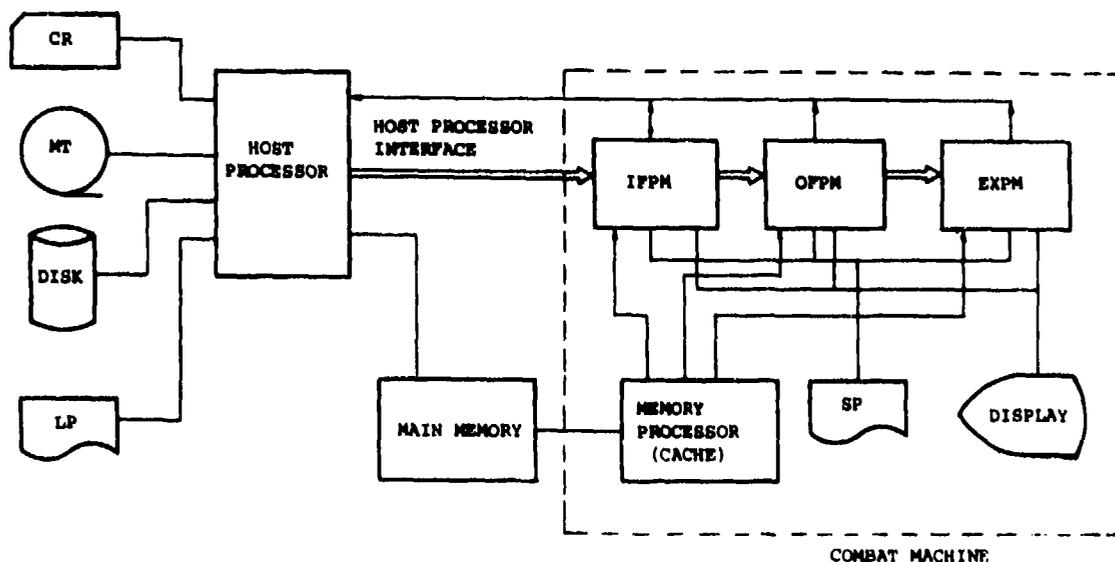 CR
MT
DISK
LP
HOST
PROCESSOR
HOST PROCESSOR
INTERFACE
IFPM
OFPM
EXPM
MAIN MEMORY
MEMORY
PROCESSOR
(CACHE)
SP
DISPLAY
COMBAT MACHINE